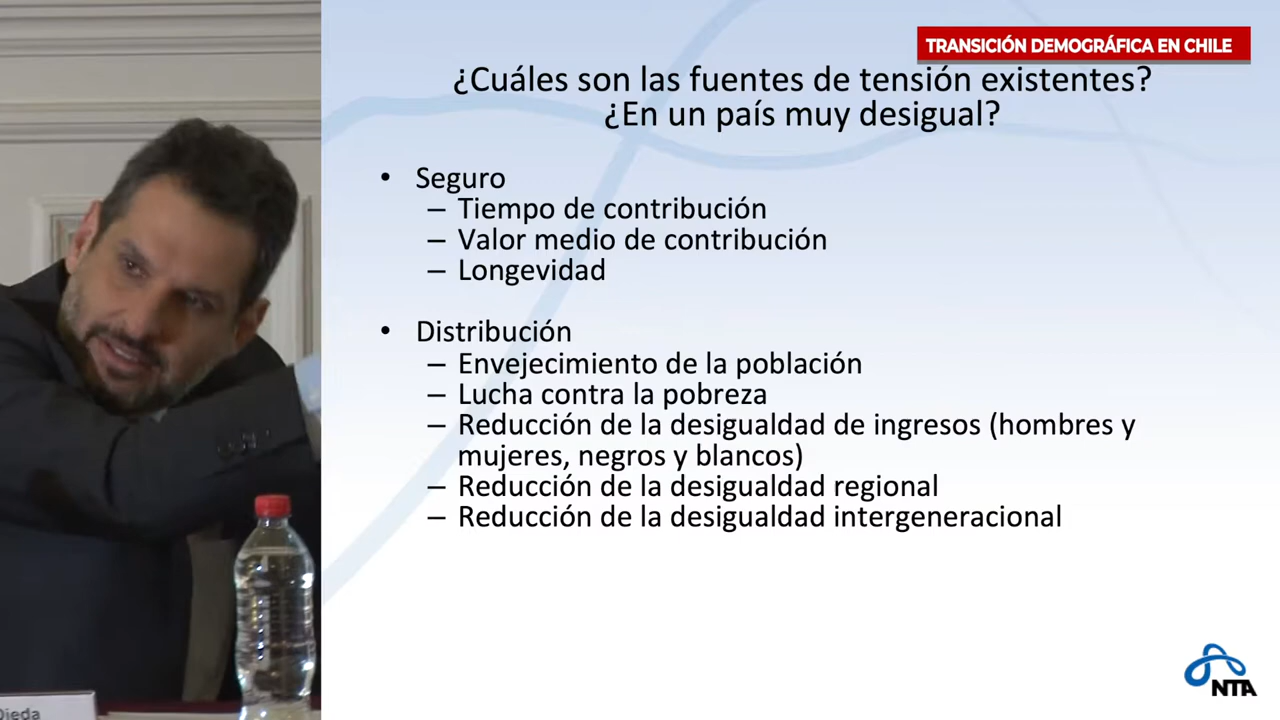 TRANSICIÓN DEMOGRÁFICA EN CHILE
¿Cuáles son las fuentes de tensión existentes?
¿En un país muy desigual?
• Seguro
– Tiempo de contribución
– Valor medio de contribución
– Longevidad
• Distribución
– Envejecimiento de la población
– Lucha contra la pobreza
– Reducción de la desigualdad de ingresos (hombres y
mujeres, negros y blancos)
– Reducción de la desigualdad regional
– Reducción de la desigualdad intergeneracional
NTA
Ojeda